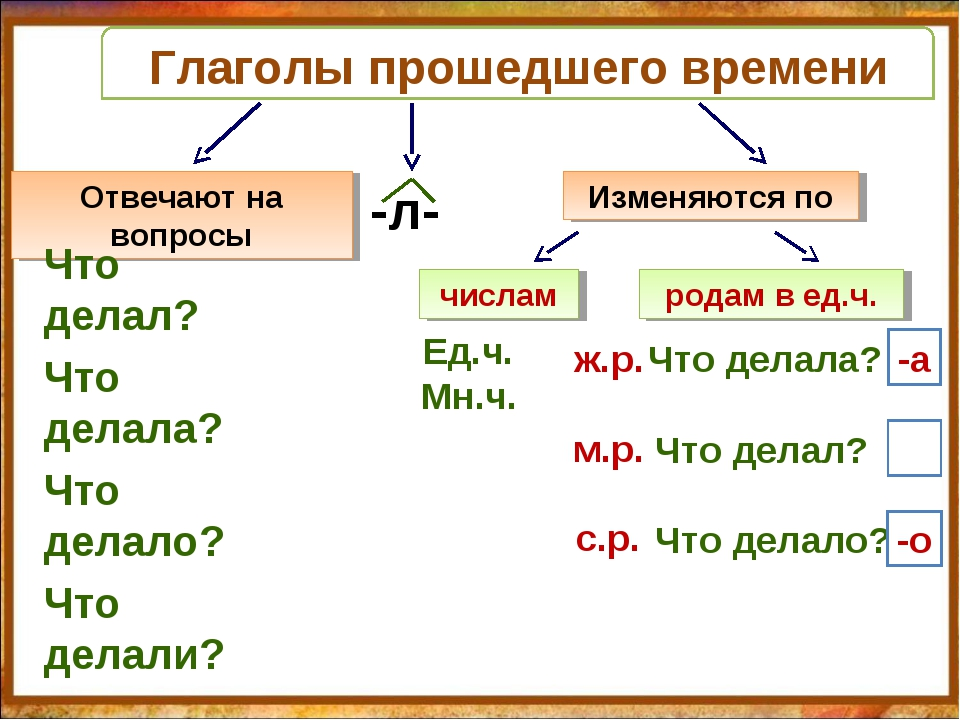 Глаголы прошедшего времени
Отвечают на
вопросы
-л-
Изменяются по
Что
делал?
Что
делала?
Что
делало?
Что
делали?
числам
Ед.ч.
Мн.ч.
родам в ед.ч.
ж.р. Что делала? -а
м.р. Что делал?
с.р. Что делало? -о